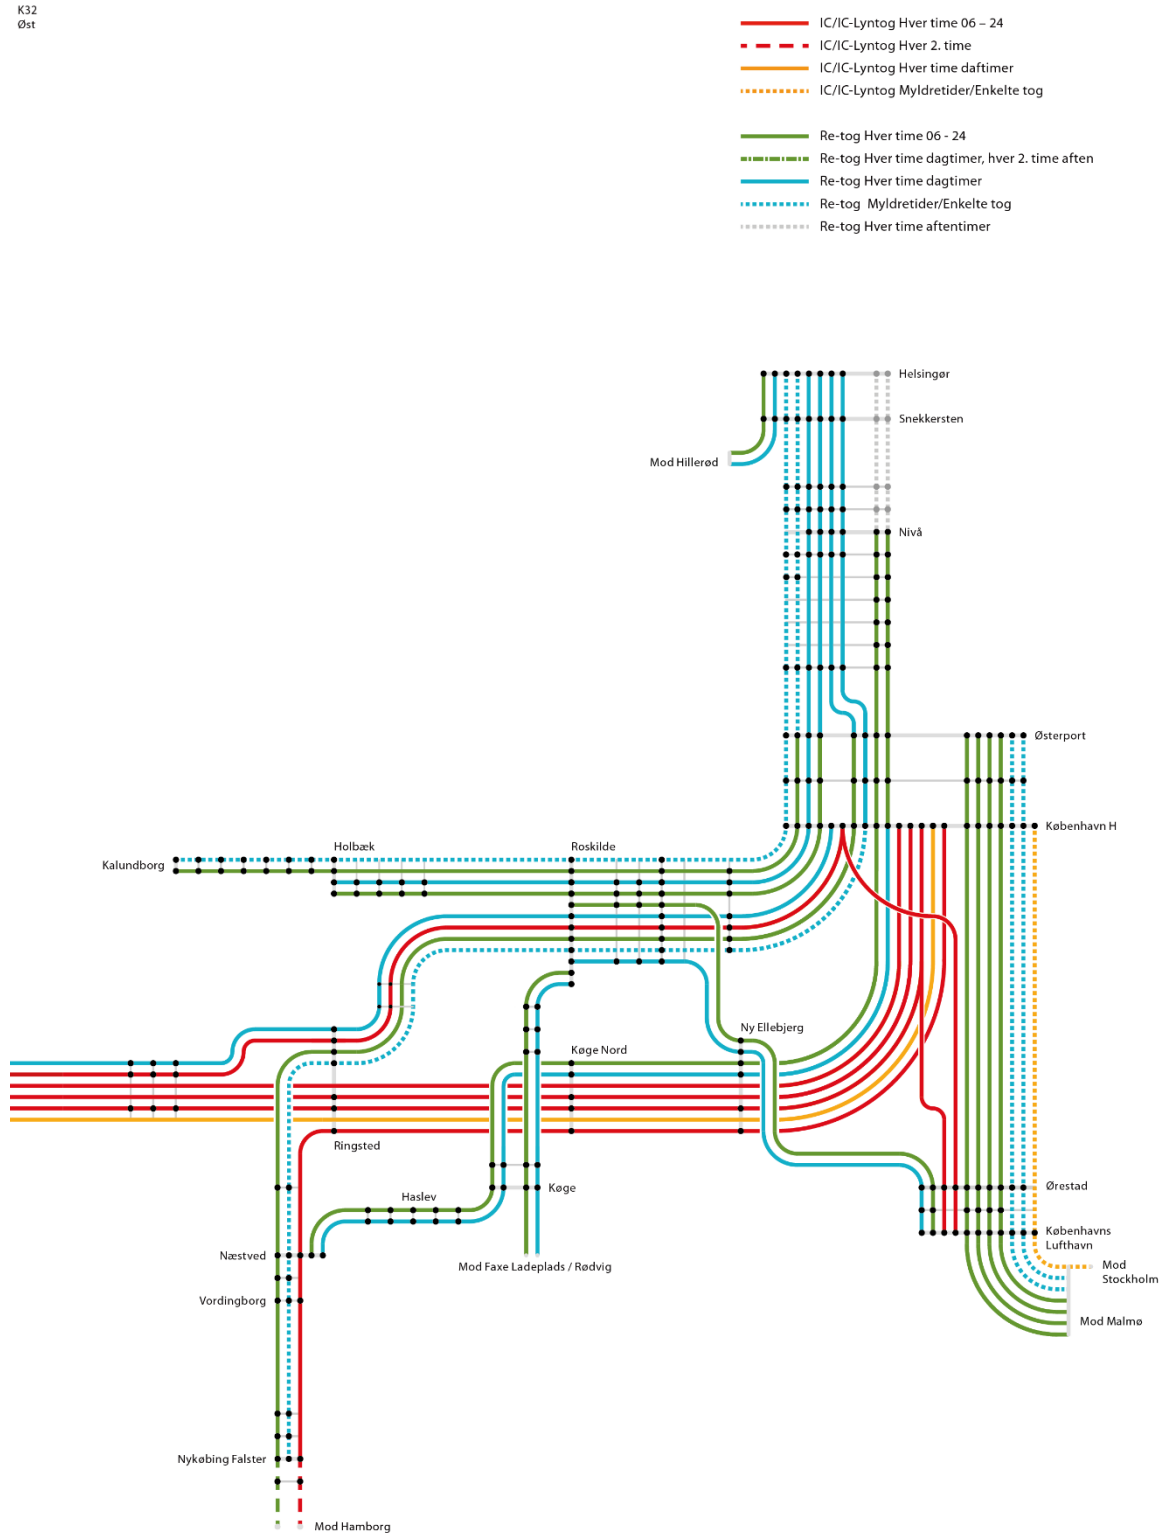 K32
Øst
IC/IC-Lyntog Hver time 06 – 24
IC/IC-Lyntog Hver 2. time
IC/IC-Lyntog Hver time daftimer
IC/IC-Lyntog Myldretider/Enkelte tog
Re-tog Hver time 06 - 24
Re-tog Hver time dagtimer, hver 2. time aften
Re-tog Hver time dagtimer
Re-tog Myldretider/Enkelte tog
Re-tog Hver time aftentimer
Helsingør
Snekkersten
Mod Hillerød
Nivå
Østerport
København H
Holbæk
Roskilde
Kalundborg
Ny Ellebjerg
Køge Nord
Ringsted
Ørestad
Køge
Haslev
Københavns
Lufthavn
Næstved
Mod Faxe Ladeplads / Rødvig
Mod
Stockholm
Vordingborg
Mod Malmø
Nykøbing Falster
Mod Hamborg